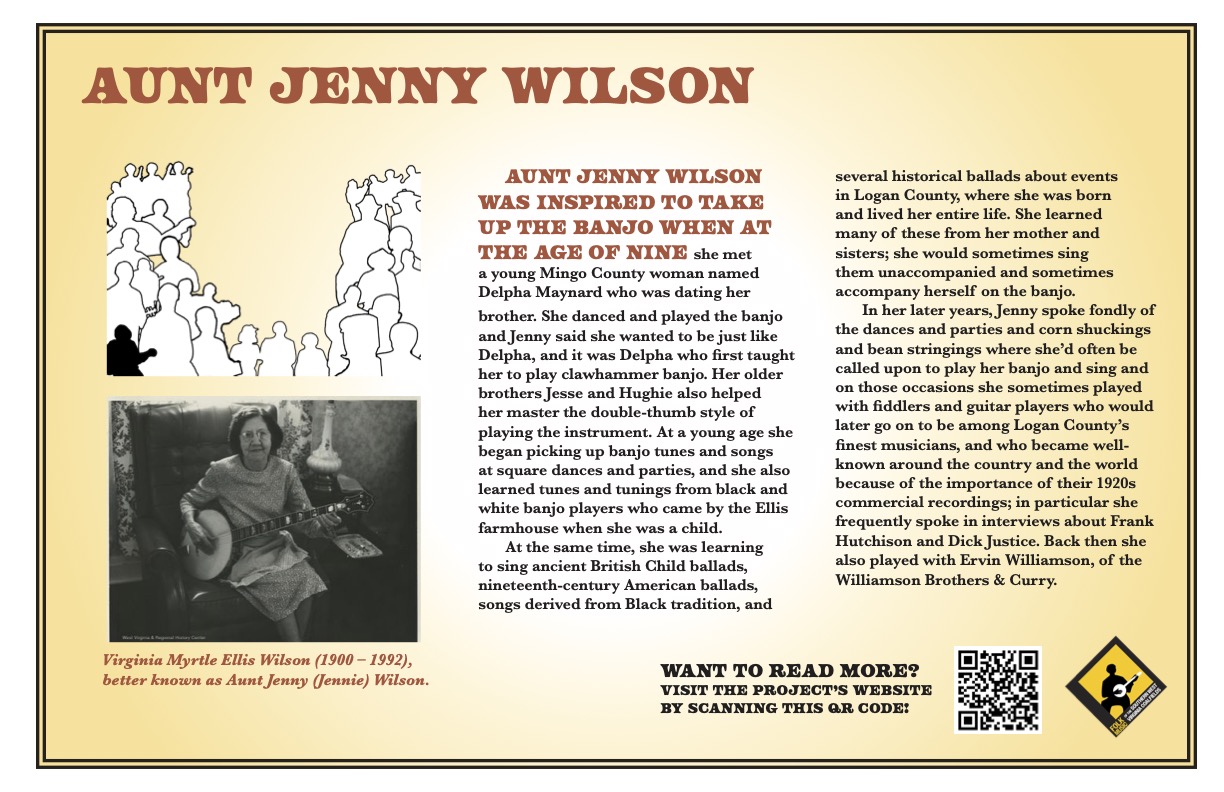 AUNT JENNY WILSON
AUNT JENNY WILSON
WAS INSPIRED TO TAKE
UP THE BANJO WHEN AT
THE AGE OF NINE she met
a young Mingo County woman named
Delpha Maynard who was dating her
brother. She danced and played the banjo
and Jenny said she wanted to be just like
Delpha, and it was Delpha who first taught
her to play clawhammer banjo. Her older
brothers Jesse and Hughie also helped
her master the double-thumb style of
playing the instrument. At a young age she
began picking up banjo tunes and songs
at square dances and parties, and she also
learned tunes and tunings from black and
white banjo players who came by the Ellis
farmhouse when she was a child.
At the same time, she was learning
to sing ancient British Child ballads,
nineteenth-century American ballads,
songs derived from Black tradition, and
several historical ballads about events
in Logan County, where she was born
and lived her entire life. She learned
many of these from her mother and
sisters; she would sometimes sing
them unaccompanied and sometimes
accompany herself on the banjo.
In her later years, Jenny spoke fondly of
the dances and parties and corn shuckings
and bean stringings where she'd often be
called upon to play her banjo and sing and
on those occasions she sometimes played
with fiddlers and guitar players who would
later go on to be among Logan County's
finest musicians, and who became well-
known around the country and the world
because of the importance of their 1920s
commercial recordings; in particular she
frequently spoke in interviews about Frank
Hutchison and Dick Justice. Back then she
also played with Ervin Williamson, of the
Williamson Brothers & Curry.
West Virginia & Regional History Center
Virginia Myrtle Ellis Wilson (1900 – 1992),
better known as Aunt Jenny (Jennie) Wilson.
WANT TO READ MORE?
VISIT THE PROJECT'S WEBSITE
BY SCANNING THIS QR CODE!
FOLK MUSIC
OF THE SOUTHERN WEST
VIRGINIA COALFIELDS